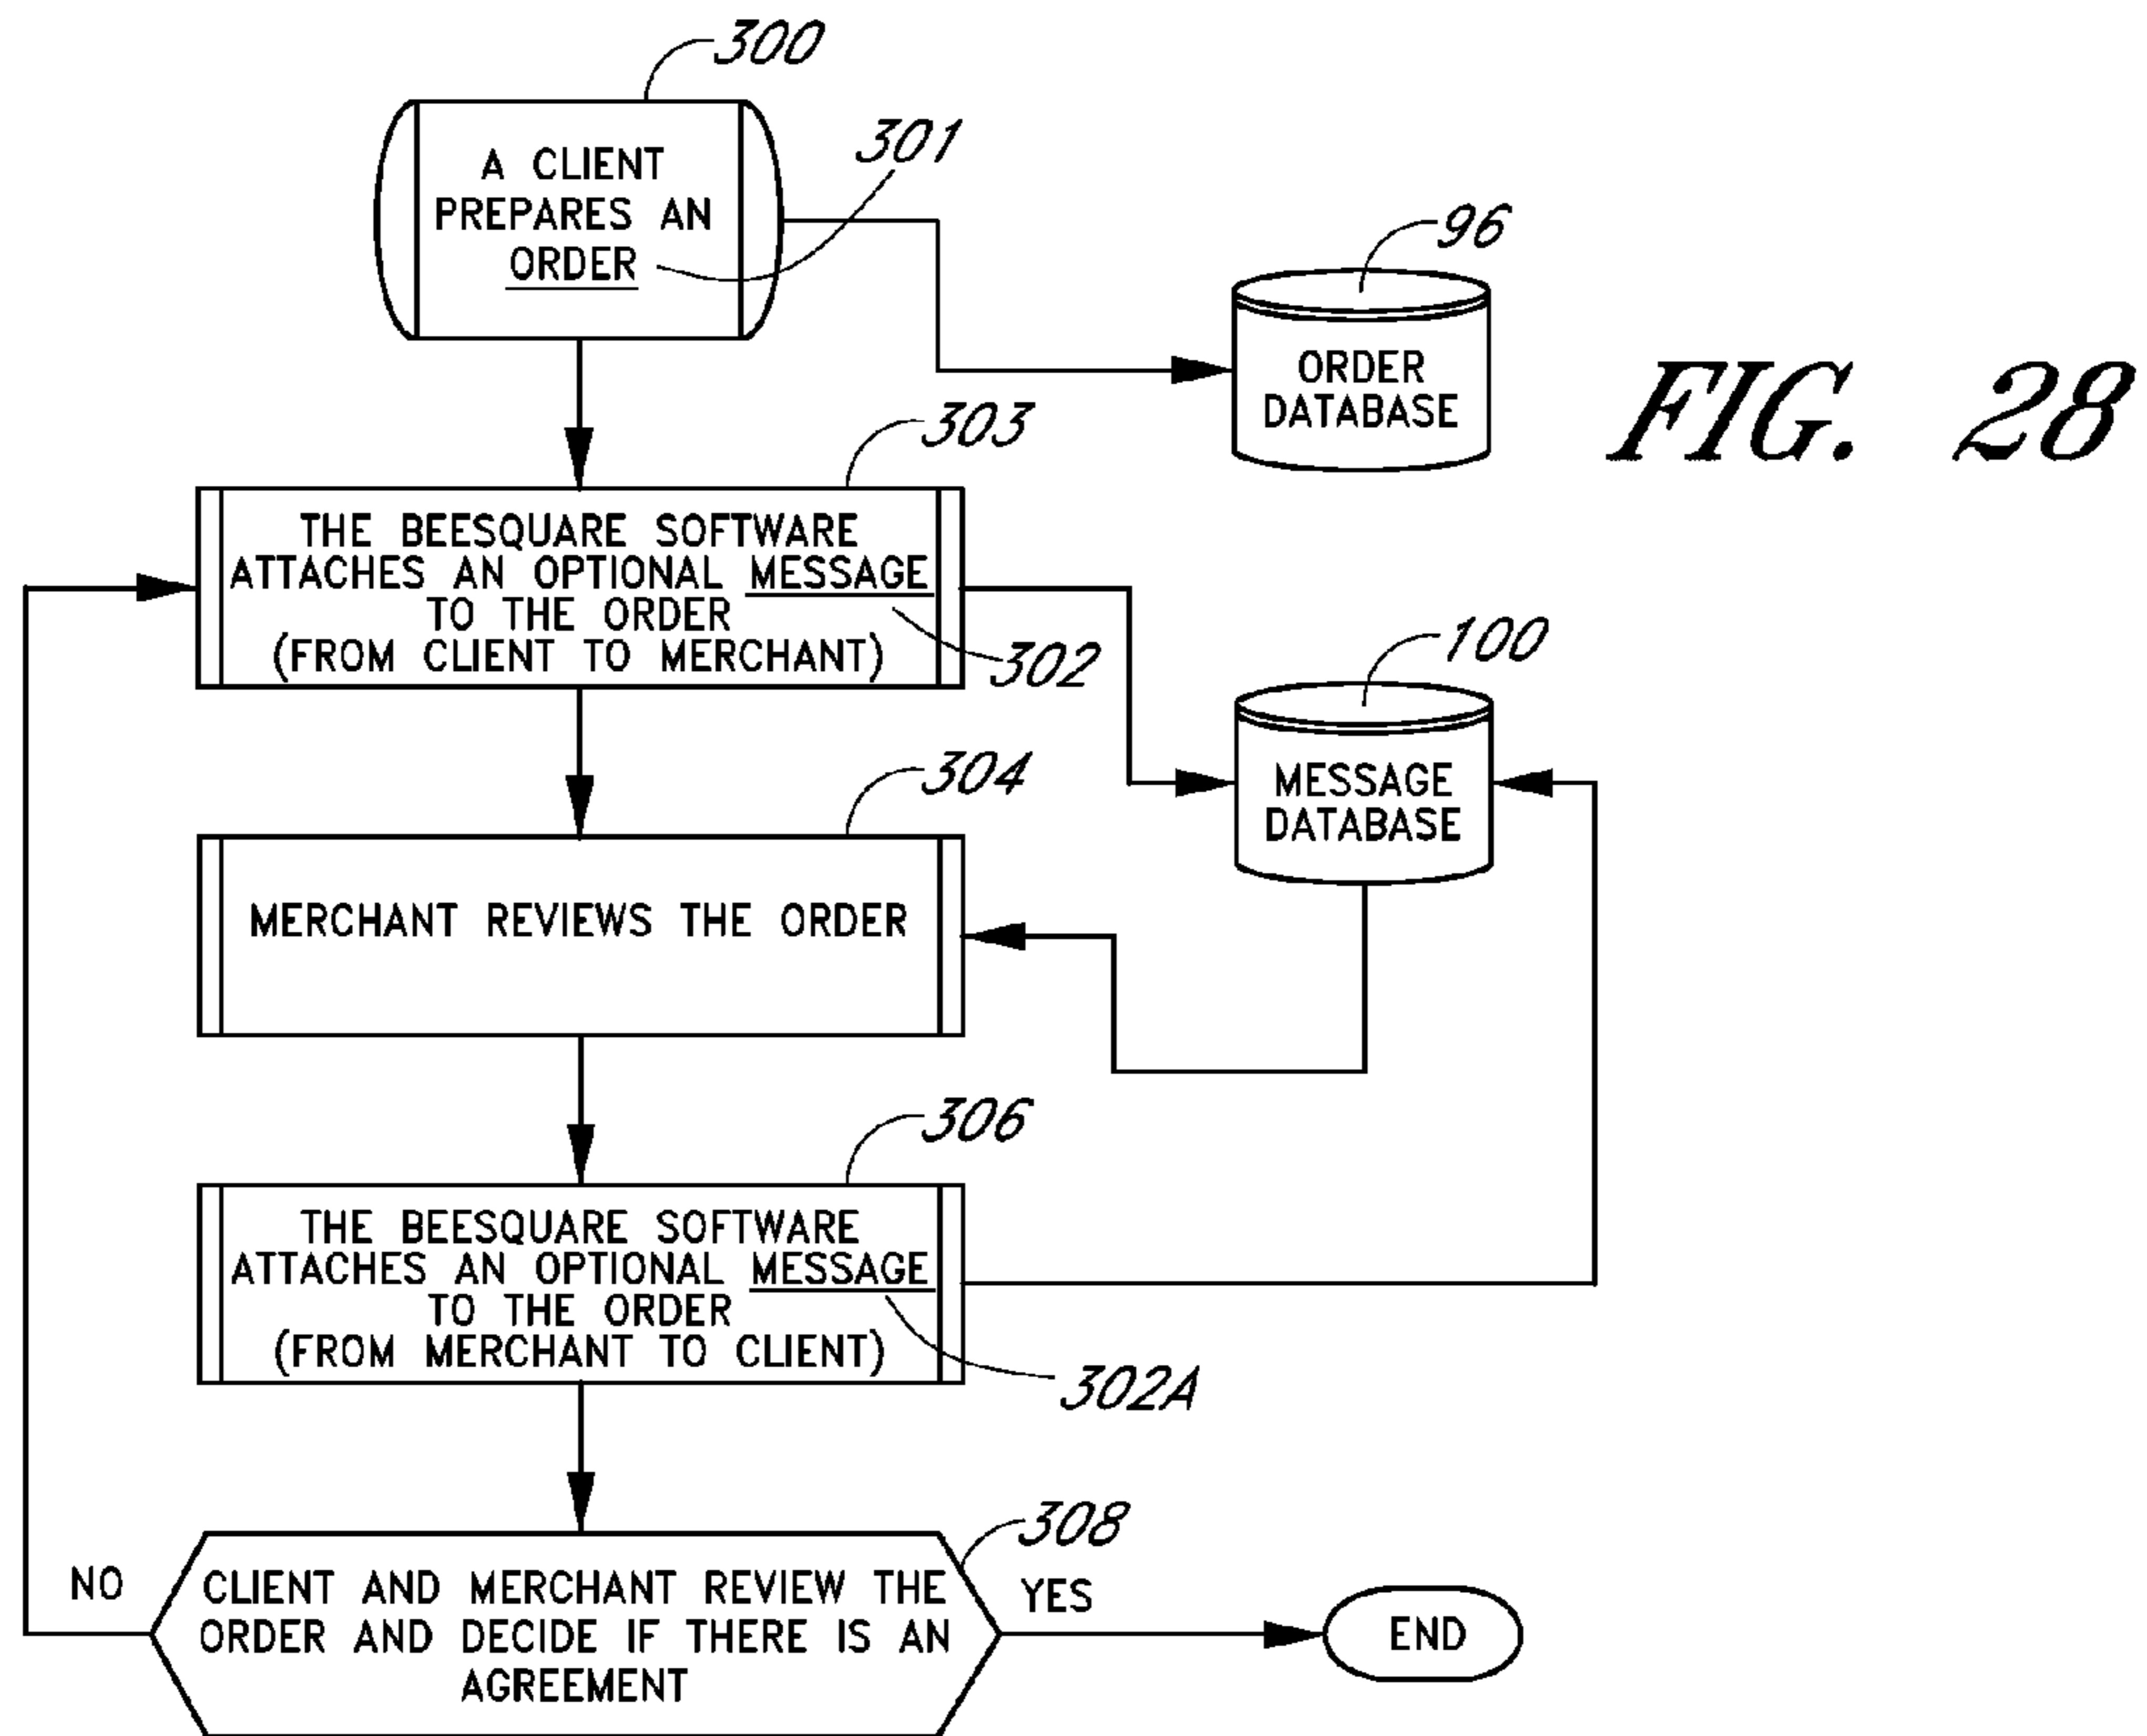 300
A CLIENT
PREPARES AN
ORDER
301
96
ORDER
DATABASE
FIG. 28
303
THE BEESQUARE SOFTWARE
ATTACHES AN OPTIONAL MESSAGE
TO THE ORDER
(FROM CLIENT TO MERCHANT)
302
100
MESSAGE
DATABASE
304
MERCHANT REVIEWS THE ORDER
306
THE BEESQUARE SOFTWARE
ATTACHES AN OPTIONAL MESSAGE
TO THE ORDER
(FROM MERCHANT TO CLIENT)
302A
308
NO
CLIENT AND MERCHANT REVIEW THE
ORDER AND DECIDE IF THERE IS AN
AGREEMENT
YES
END